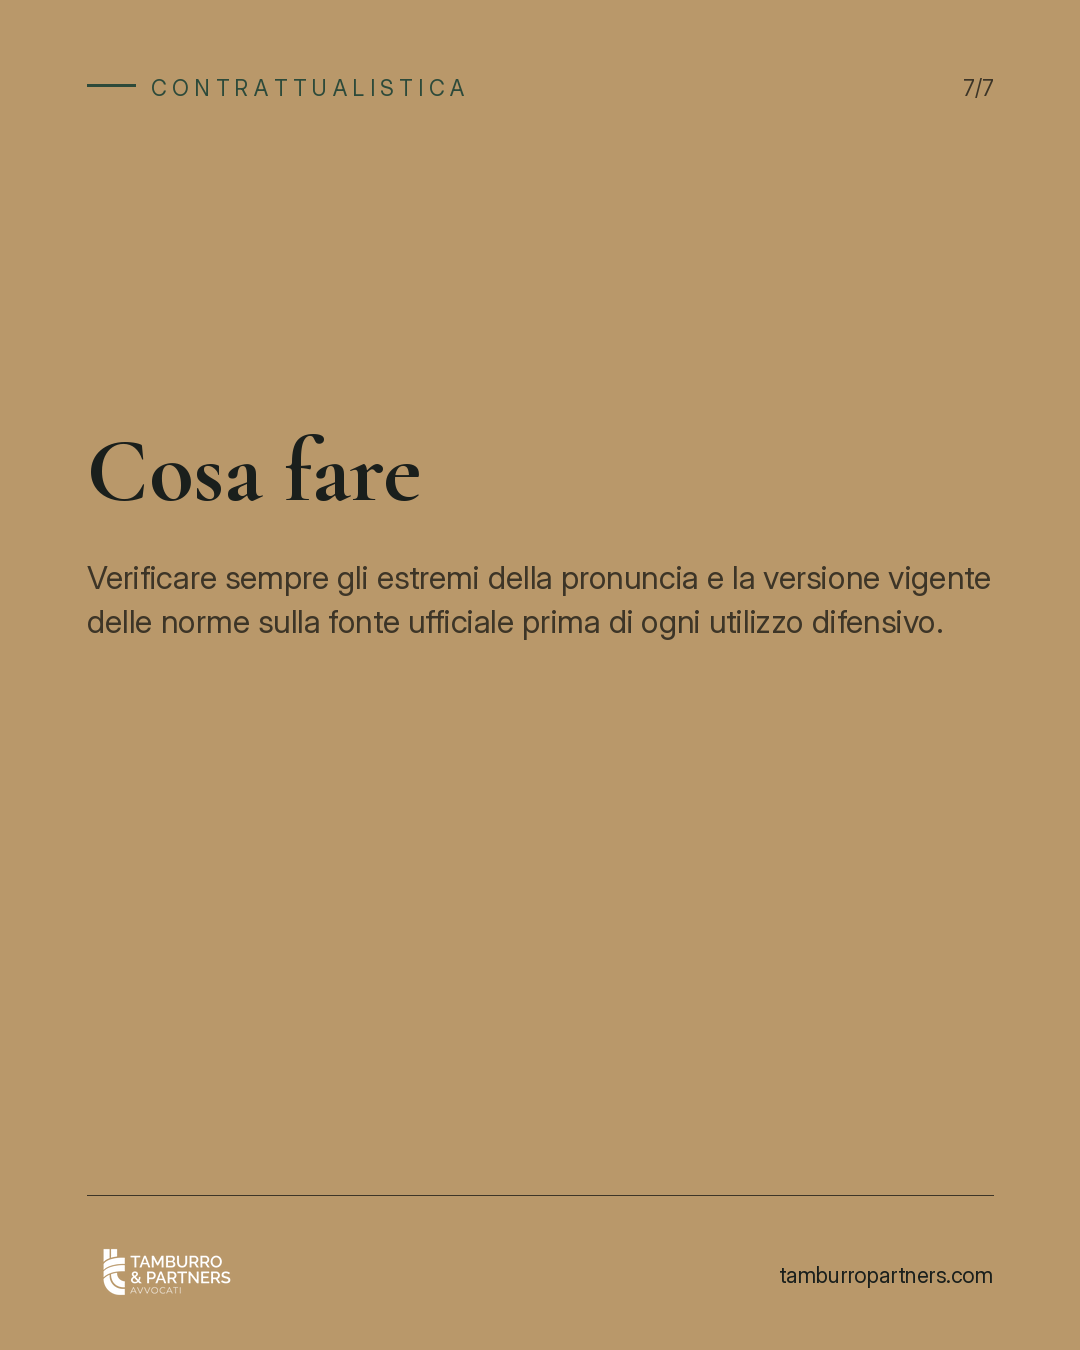 CONTRATTUALISTICA
7/7
Cosa fare
Verificare sempre gli estremi della pronuncia e la versione vigente
delle norme sulla fonte ufficiale prima di ogni utilizzo difensivo.
TAMBURRO
& PARTNERS
AVVOCATI
tamburropartners.com